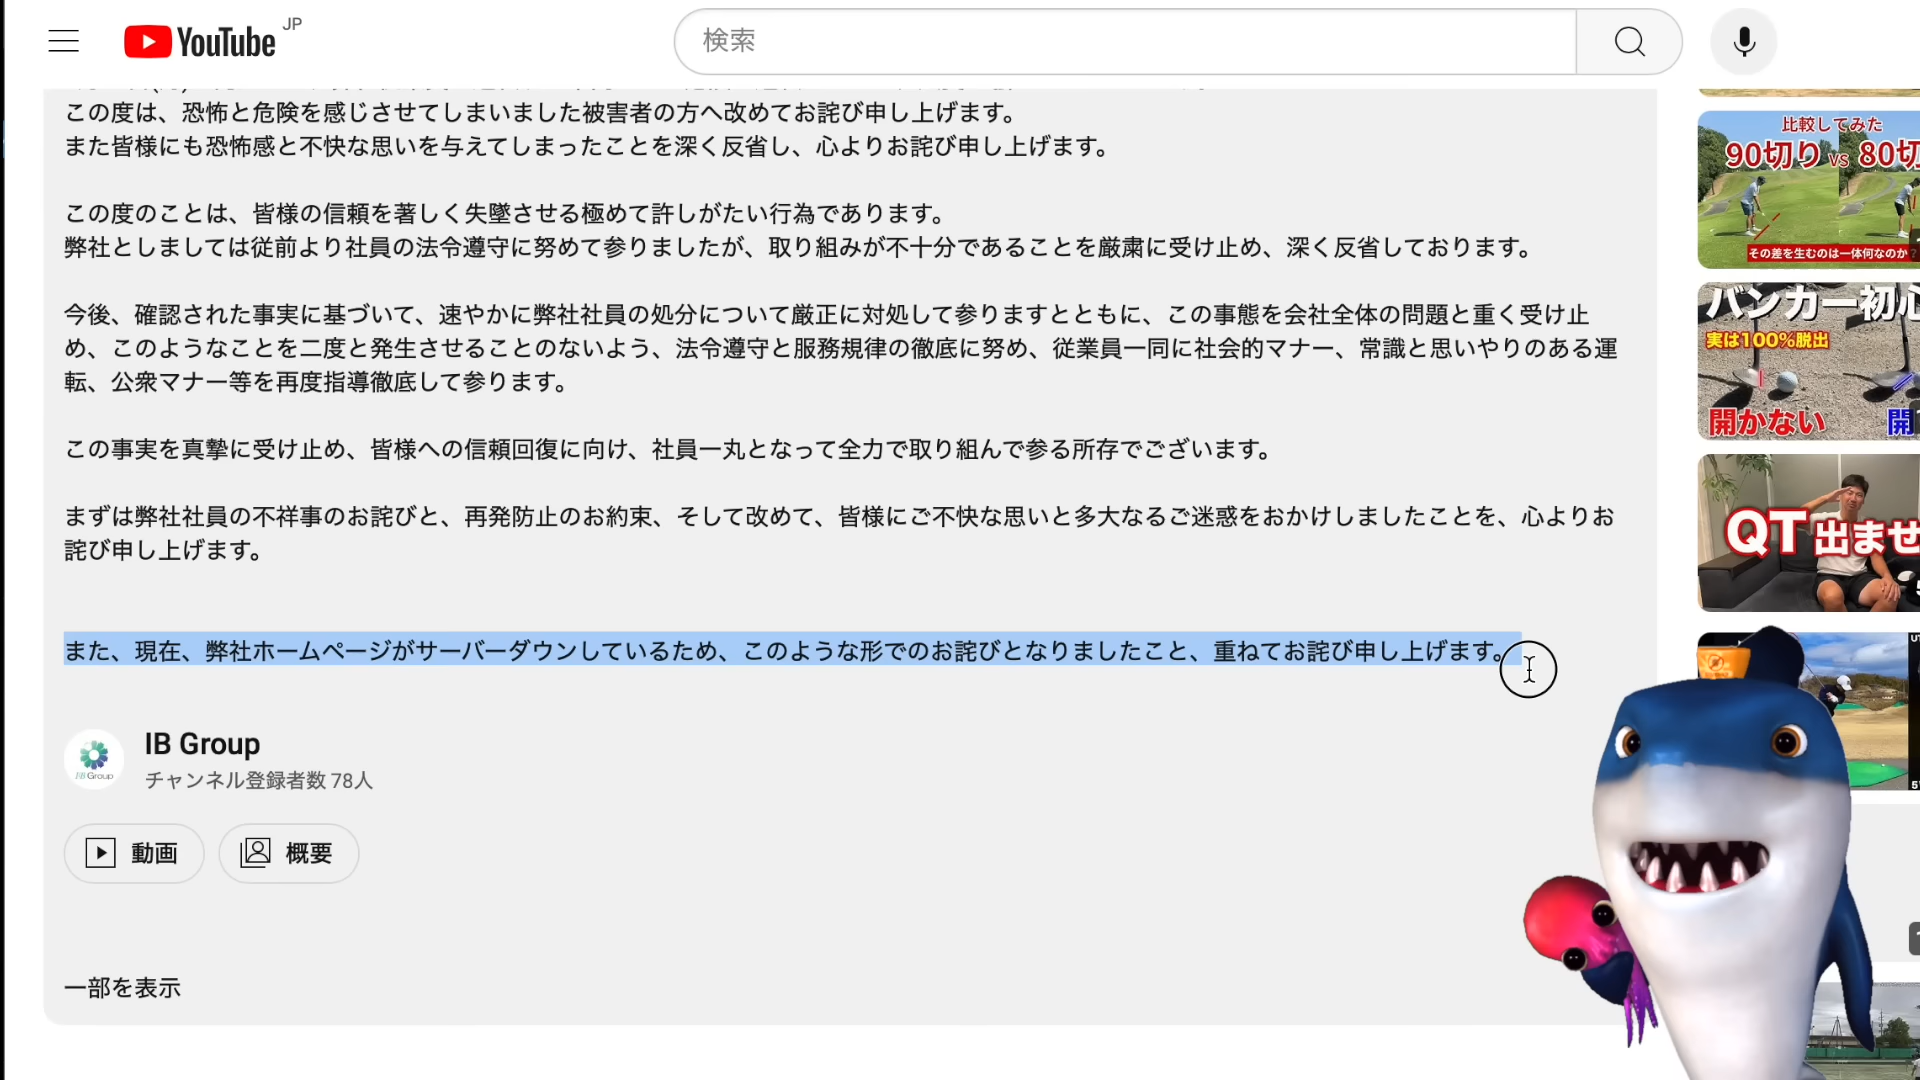 YouTube JP
検索
この度は、恐怖と危険を感じさせてしまいました被害者の方へ改めてお詫び申し上げます。
また皆様にも恐怖感と不快な思いを与えてしまったことを深く反省し、心よりお詫び申し上げます。
この度のことは、皆様の信頼を著しく失墜させる極めて許しがたい行為であります。
弊社としましては従前より社員の法令遵守に努めて参りましたが、取り組みが不十分であることを厳粛に受け止め、深く反省しております。
今後、確認された事実に基づいて、速やかに弊社社員の処分について厳正に対処して参りますとともに、この事態を会社全体の問題と重く受け止
め、このようなことを二度と発生させることのないよう、法令遵守と服務規律の徹底に努め、従業員一同に社会的マナー、常識と思いやりのある運
転、公衆マナー等を再度指導徹底して参ります。
この事実を真摯に受け止め、皆様への信頼回復に向け、社員一丸となって全力で取り組んで参る所存でございます。
まずは弊社社員の不祥事のお詫びと、再発防止のお約束、そして改めて、皆様にご不快な思いと多大なるご迷惑をおかけしましたことを、心よりお
詫び申し上げます。
また、現在、弊社ホームページがサーバーダウンしているため、このような形でのお詫びとなりましたこと、重ねてお詫び申し上げます。
IB Group
IB Group
チャンネル登録者数 78人
動画
概要
一部を表示
比較してみた
90切り vs 80切
その差を生むのは一体何なのか?
バンカー初心
実は100%脱出
開かない
開
QT出ませ